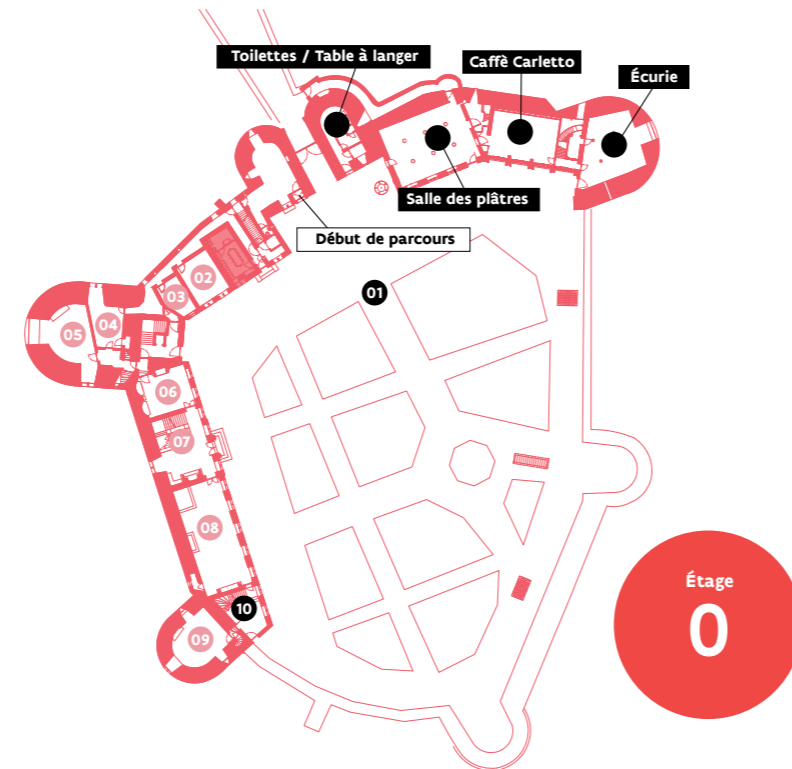 Toilettes / Table à langer
Caffè Carletto
Écurie
Salle des plâtres
Début de parcours
01
02
03
04
05
06
07
08
10
09
Étage
0